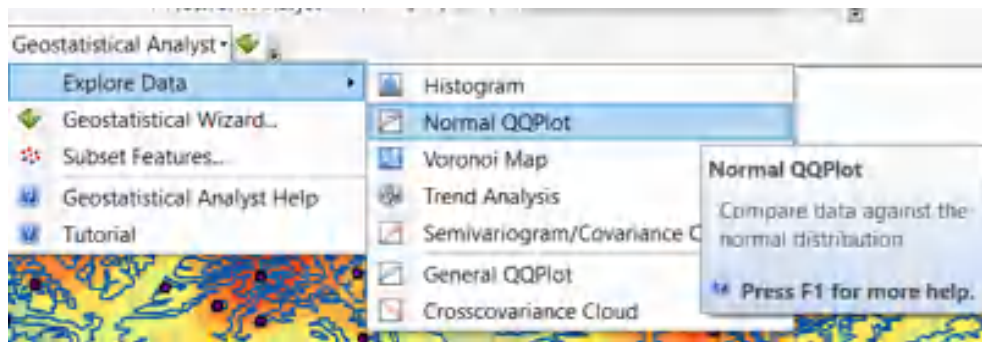 Geostatistical Analyst
Explore Data
Geostatistical Wizard...
Subset Features...
Geostatistical Analyst Help
Tutorial
Histogram
Normal QQPlot
Voronoi Map
Trend Analysis
Semivariogram/Covariance C
General QQPlot
Crosscovariance Cloud
Normal QQPlot
Compare data against the
normal distribution
Press F1 for more help.